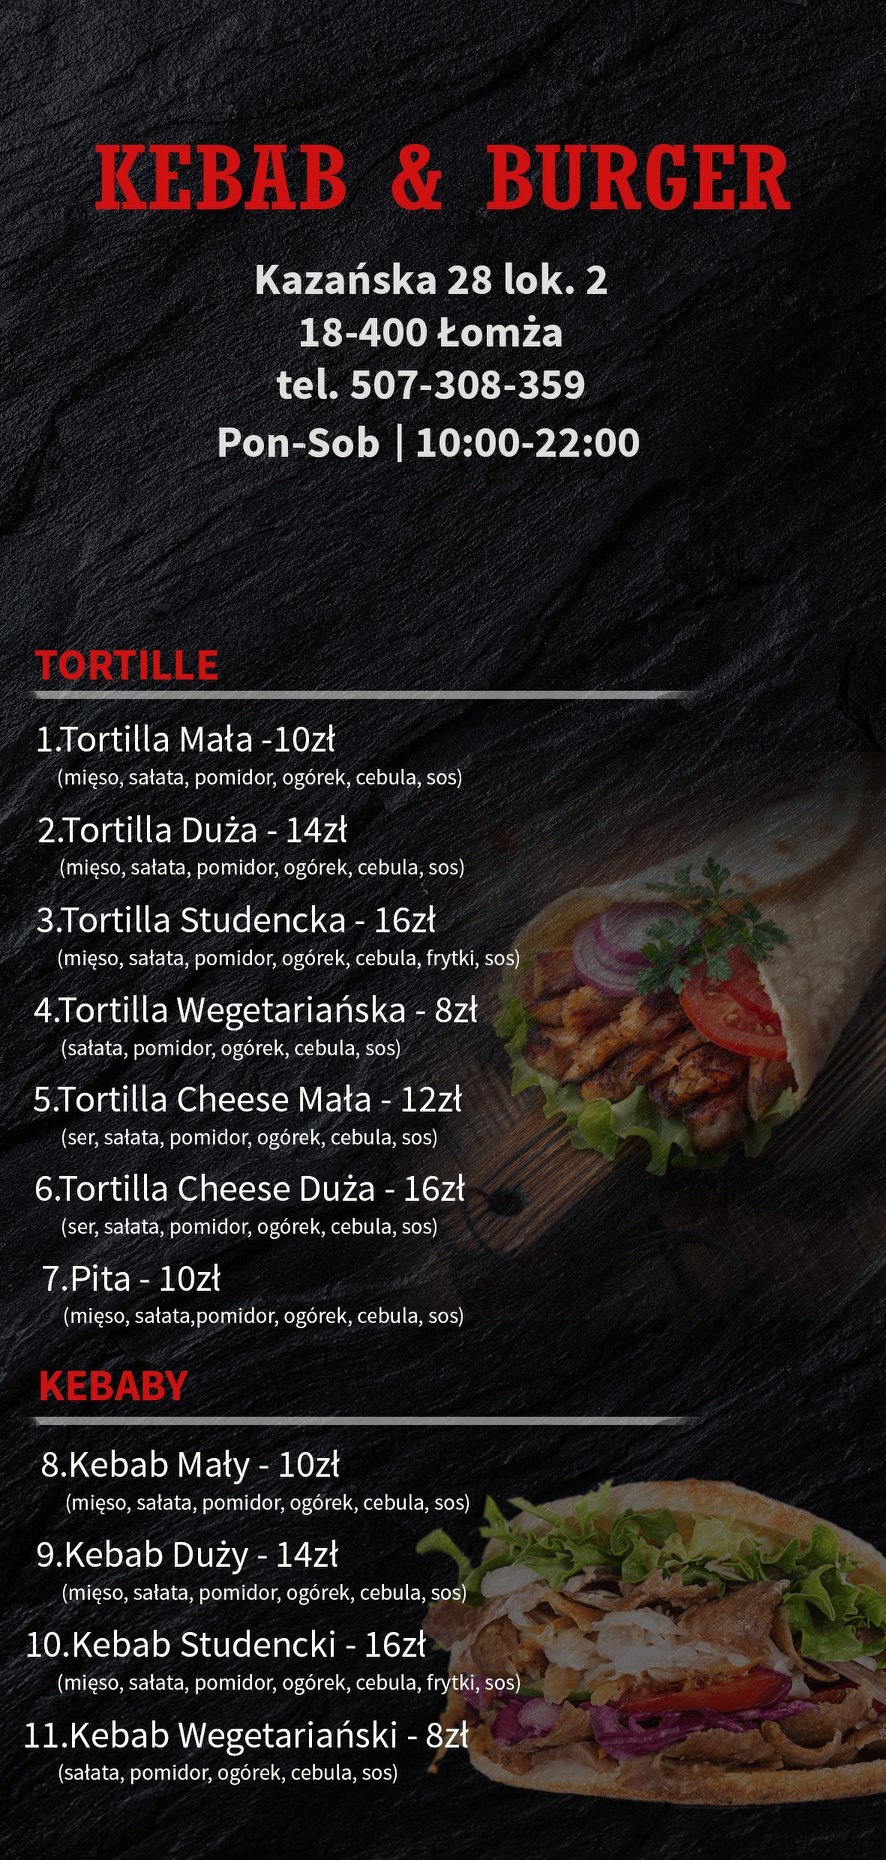 KEBAB & BURGER
Kazańska 28 lok. 2
18-400 Łomża
tel. 507-308-359
Pon-Sob | 10:00-22:00
TORTILLE
1.Tortilla Mała -10zł
(mięso, sałata, pomidor, ogórek, cebula, sos)
2.Tortilla Duża - 14zł
(mięso, sałata, pomidor, ogórek, cebula, sos)
3.Tortilla Studencka - 16zł
(mięso, sałata, pomidor, ogórek, cebula, frytki, sos)
4.Tortilla Wegetariańska - 8zł
(sałata, pomidor, ogórek, cebula, sos)
5.Tortilla Cheese Mała - 12zł
(ser, sałata, pomidor, ogórek, cebula, sos)
6.Tortilla Cheese Duża - 16zł
(ser, sałata, pomidor, ogórek, cebula, sos)
7.Pita - 10zł
(mięso, sałata,pomidor, ogórek, cebula, sos)
KEBABY
8.Kebab Mały - 10zł
(mięso, sałata, pomidor, ogórek, cebula, sos)
9.Kebab Duży - 14zł
(mięso, sałata, pomidor, ogórek, cebula, sos)
10.Kebab Studencki - 16zł
(mięso, sałata, pomidor, ogórek, cebula, frytki, sos)
11.Kebab Wegetariański - 8zł
(sałata, pomidor, ogórek, cebula, sos)